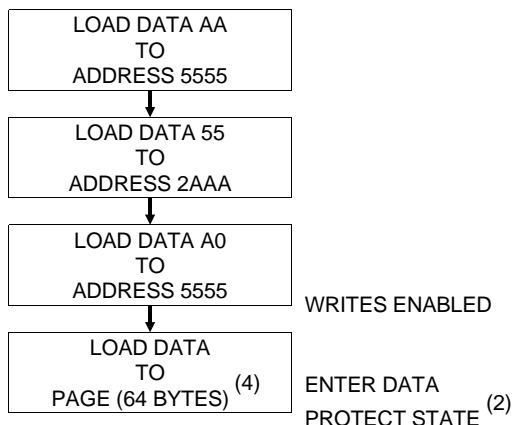 LOAD DATA AA
TO
ADDRESS 5555
LOAD DATA 55
TO
ADDRESS 2AAA
LOAD DATA A0
TO
ADDRESS 5555
WRITES ENABLED
LOAD DATA
TO
PAGE (64 BYTES) (4)
ENTER DATA
PROTECT STATE (2)